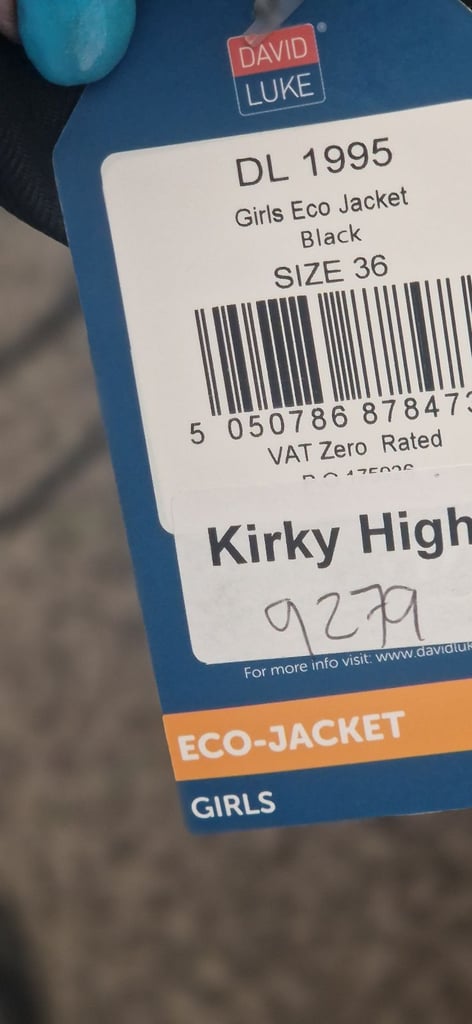 DAVID
LUKE
DL 1995
Girls Eco Jacket
Black
SIZE 36
5 050786 87847
VAT Zero Rated
Kirky High
9279
For more info visit: www.davidluk
ECO-JACKET
GIRLS